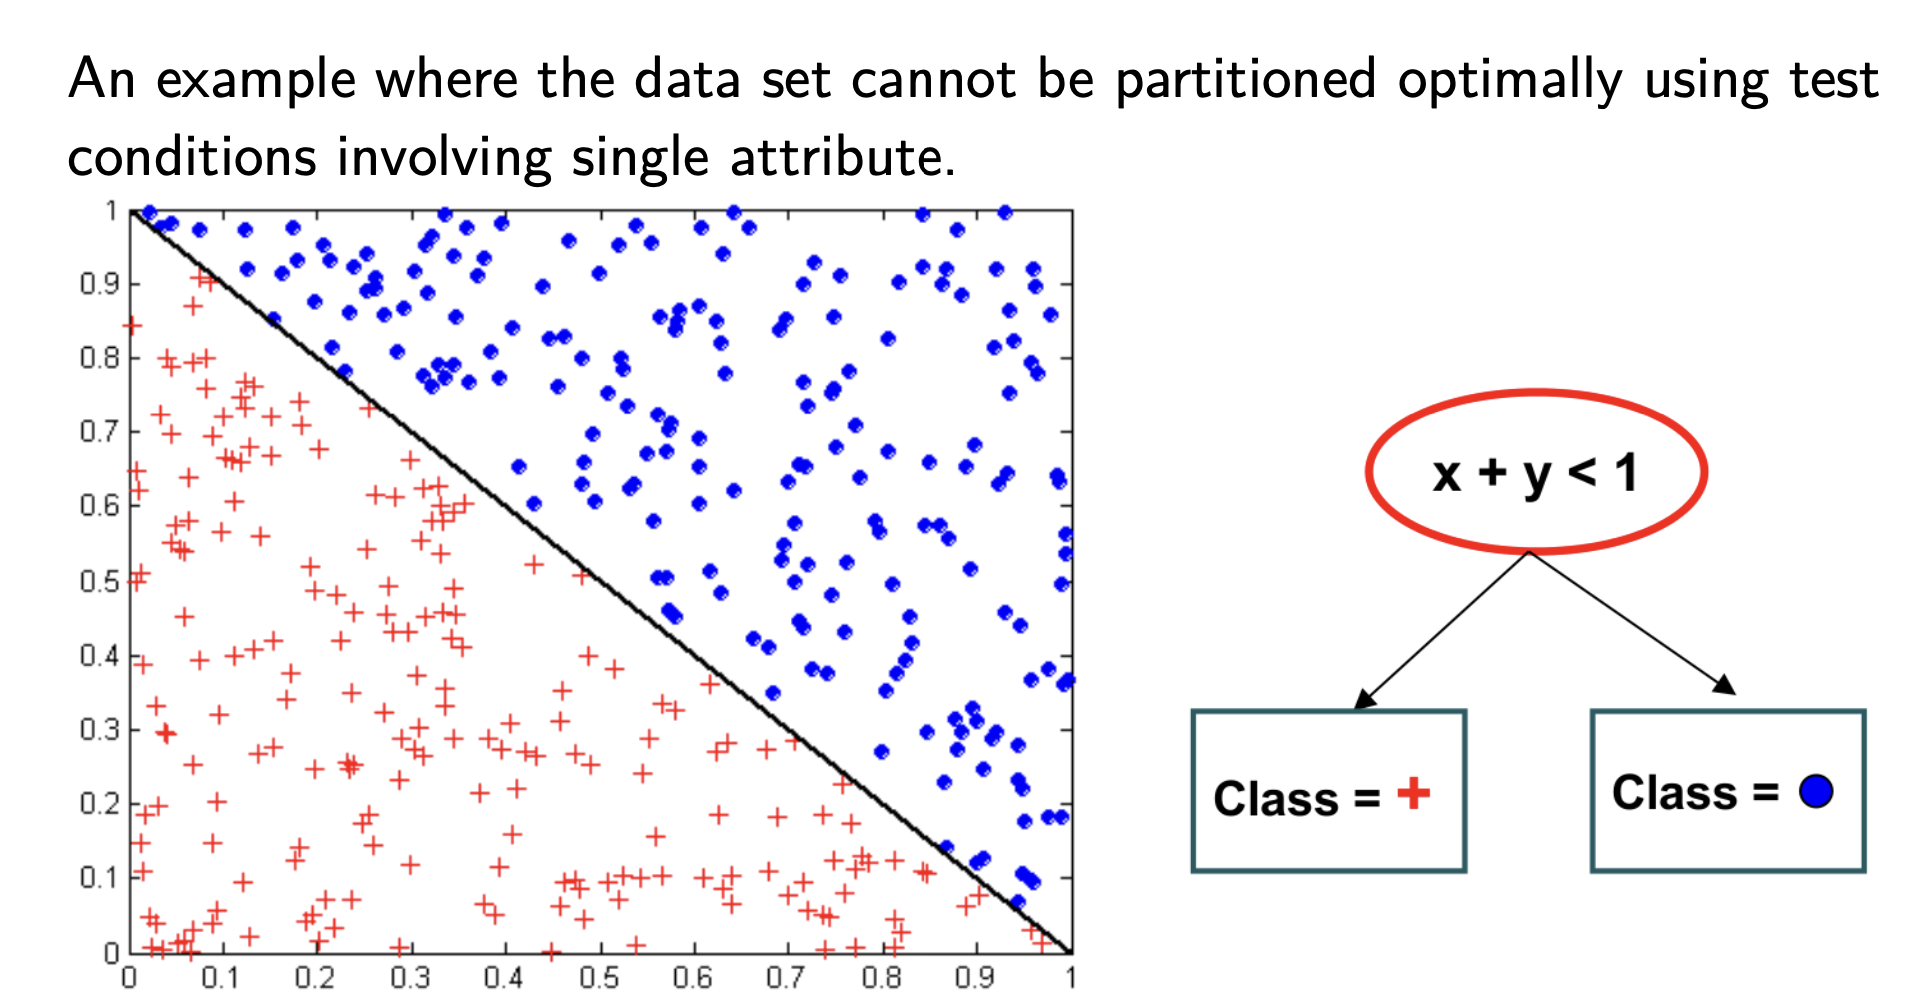 An example where the data set cannot be partitioned optimally using test
conditions involving single attribute.
1
0.9
0.8
0.7
0.6
0.5
0.4
0.3
0.2
0.1
0
0 0.1 0.2 0.3 0.4 0.5 0.6 0.7 0.8 0.9 1
x + y < 1
Class = +
Class =